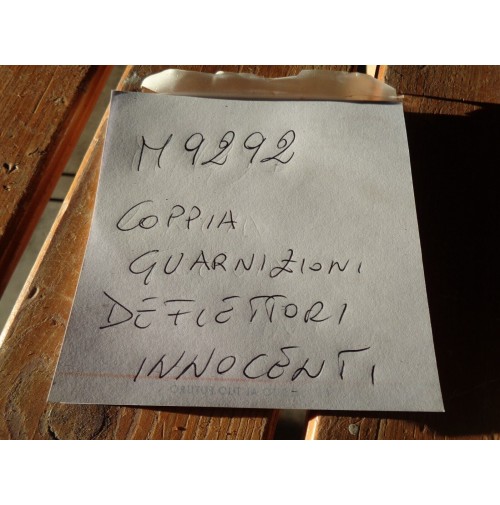 M9292
COPPIA
GUARNIZIONI
DEFLETTORI
INNOCENTI